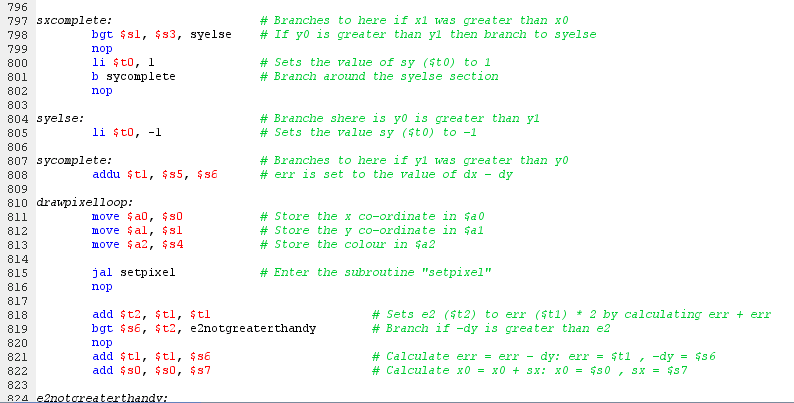 796
797 sxcomplete: # Branches to here if x1 was greater than x0
798 bgt $s1, $s3, syelse # If y0 is greater than y1 then branch to syelse
799 nop
800 li $t0, 1 # Sets the value of sy ($t0) to 1
801 b sycomplete # Branch around the syelse section
802 nop
803
804 syelse: # Branche shere is y0 is greater than y1
805 li $t0, -1 # Sets the value sy ($t0) to -1
806
807 sycomplete: # Branches to here if y1 was greater than y0
808 addu $t1, $s5, $s6 # err is set to the value of dx - dy
809
810 drawpixelloop:
811 move $a0, $s0 # Store the x co-ordinate in $a0
812 move $a1, $s1 # Store the y co-ordinate in $a1
813 move $a2, $s4 # Store the colour in $a2
814
815 jal setpixel # Enter the subroutine "setpixel"
816 nop
817
818 add $t2, $t1, $t1 # Sets e2 ($t2) to err ($t1) * 2 by calculating err + err
819 bgt $s6, $t2, e2notgreaterthandy # Branch if -dy is greater than e2
820 nop
821 add $t1, $t1, $s6 # Calculate err = err - dy: err = $t1 , -dy = $s6
822 add $s0, $s0, $s7 # Calculate x0 = x0 + sx: x0 = $s0 , sx = $s7
823
824 e2notgreaterthandy: